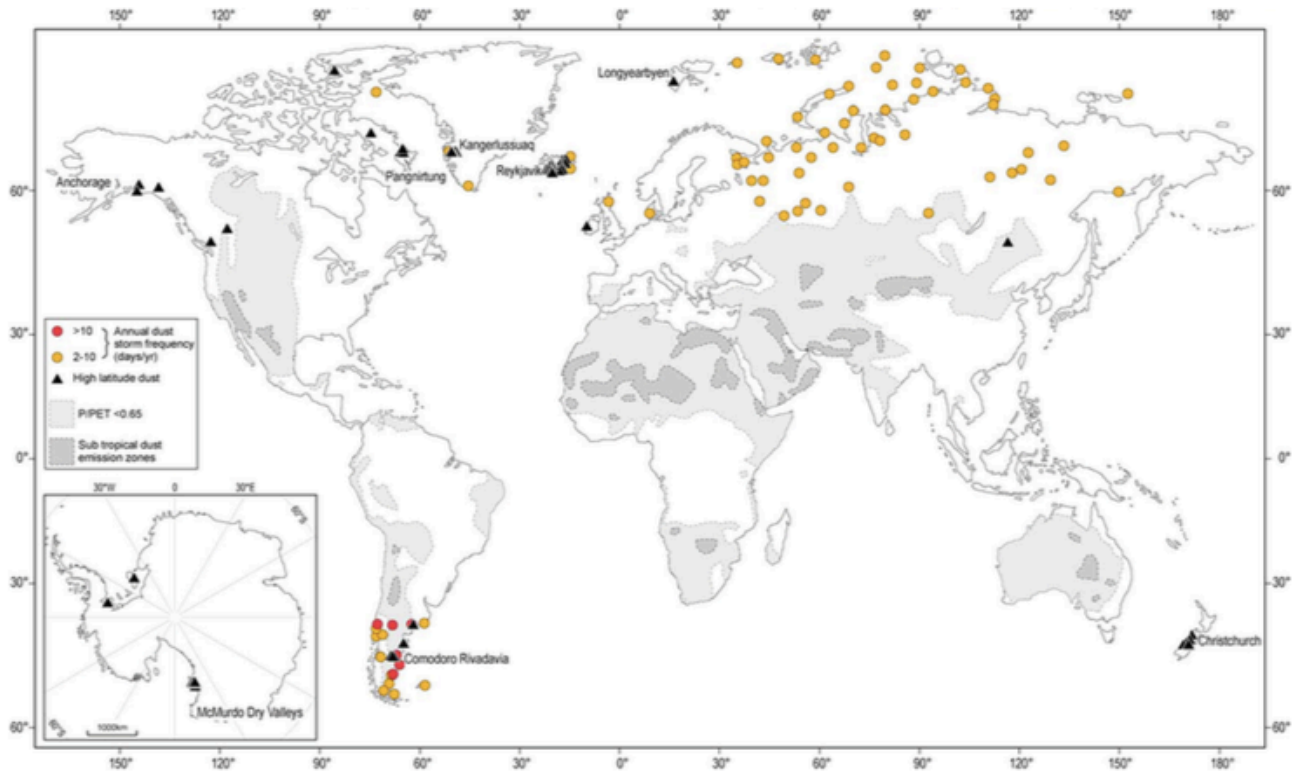 150° 120° 90° 60° 30° 0° 30° 60° 90° 120° 150° 180°
Longyearbyen
Kangerlussuaq
Pangnirtung
Reykjavik
Anchorage
60° 60°
30° 30°
>10
2-10
Annual dust
storm frequency
(days/yr)
High latitude dust
P/PET <0.65
Sub tropical dust
emission zones
0° 0°
30°W 0 30°E
60°S
30° 30°
Christchurch
Comodoro Rivadavia
McMurdo Dry Valleys
60°S
1000km
60° 60°
150° 120° 90° 60° 30° 0° 30° 60° 90° 120° 150° 180°